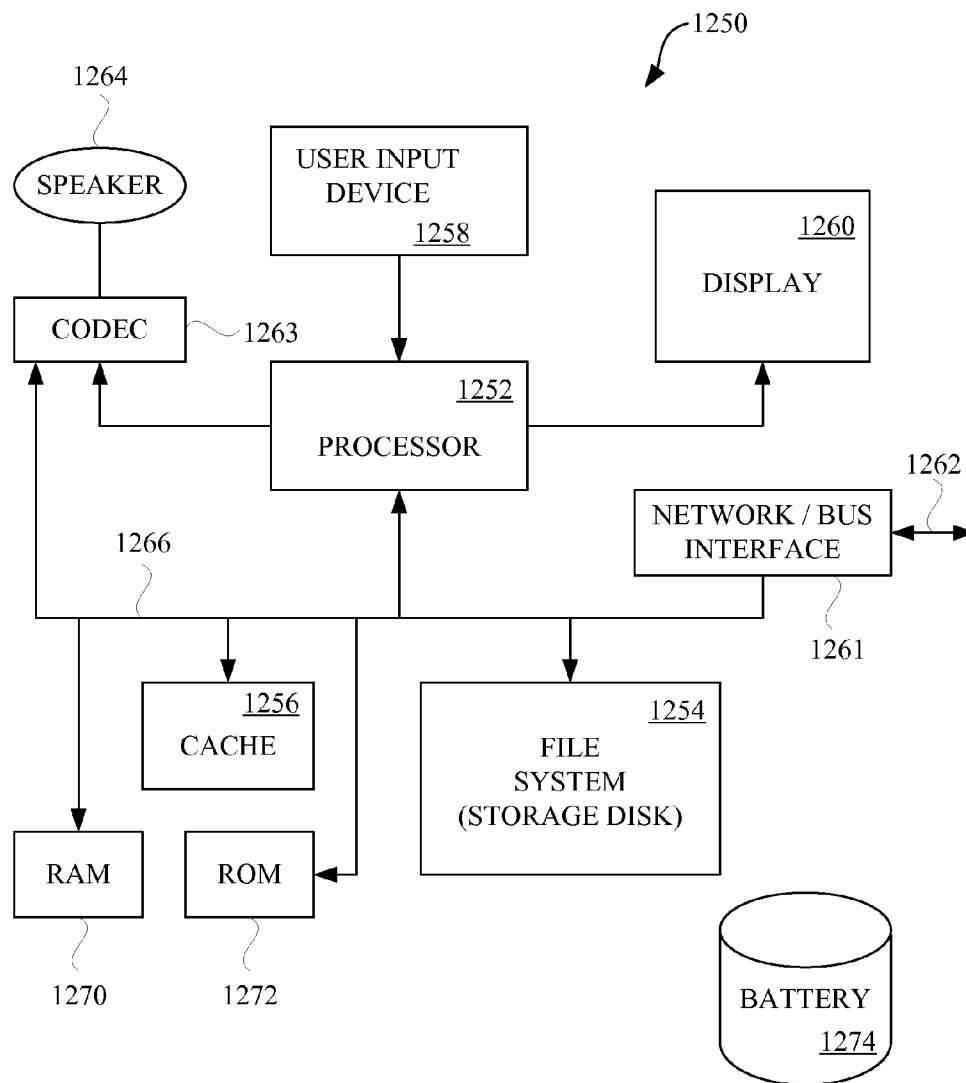 1250
1264
SPEAKER
USER INPUT
DEVICE
1258
1260
DISPLAY
CODEC
1263
1252
PROCESSOR
1262
NETWORK / BUS
INTERFACE
1261
1266
1256
CACHE
1254
FILE
SYSTEM
(STORAGE DISK)
RAM
ROM
1270
1272
BATTERY
1274